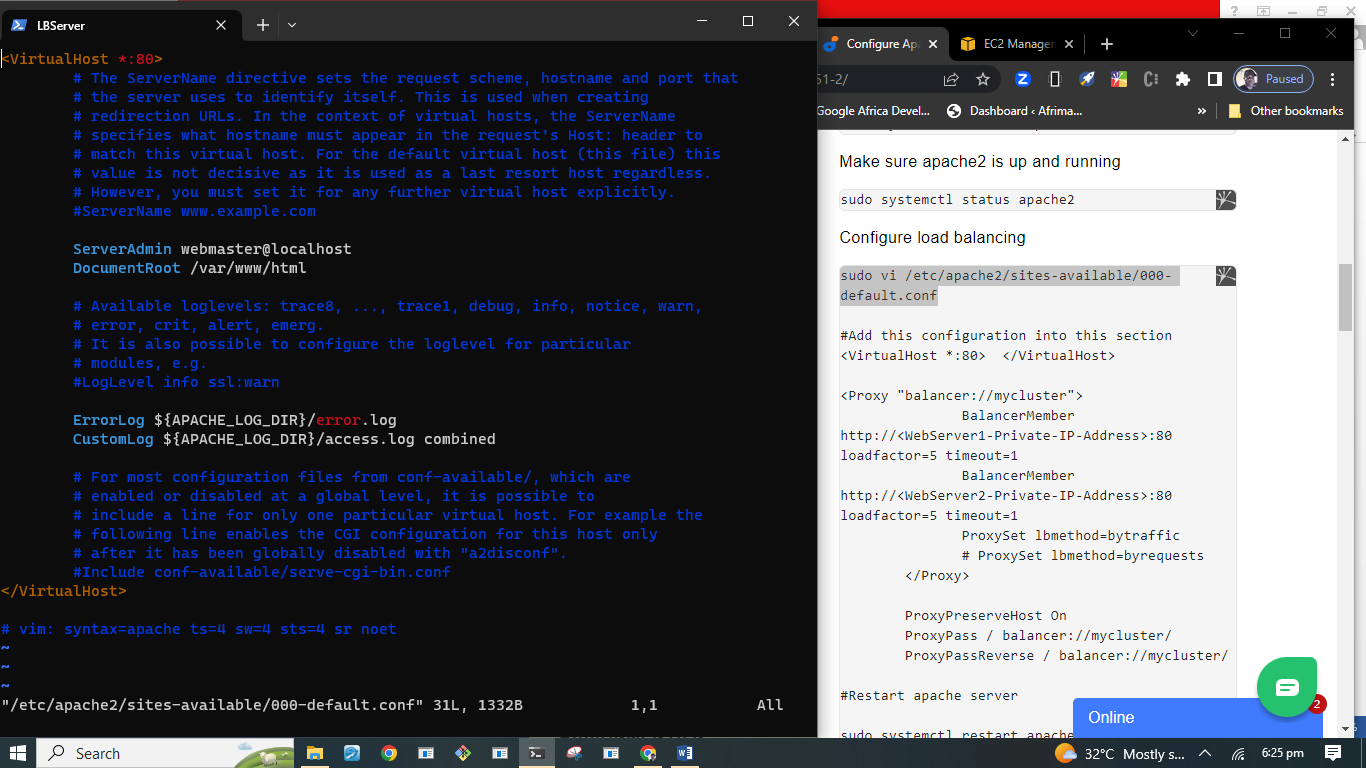 LBServer
<VirtualHost *:80>
# The ServerName directive sets the request scheme, hostname and port that
# the server uses to identify itself. This is used when creating
# redirection URLs. In the context of virtual hosts, the ServerName
# specifies what hostname must appear in the request's Host: header to
# match this virtual host. For the default virtual host (this file) this
# value is not decisive as it is used as a last resort host regardless.
# However, you must set it for any further virtual host explicitly.
#ServerName www.example.com
ServerAdmin webmaster@localhost
DocumentRoot /var/www/html
# Available loglevels: trace8, ..., trace1, debug, info, notice, warn,
# error, crit, alert, emerg.
# It is also possible to configure the loglevel for particular
# modules, e.g.
#LogLevel info ssl:warn
ErrorLog ${APACHE_LOG_DIR}/error.log
CustomLog ${APACHE_LOG_DIR}/access.log combined
# For most configuration files from conf-available/, which are
# enabled or disabled at a global level, it is possible to
# include a line for only one particular virtual host. For example the
# following line enables the CGI configuration for this host only
# after it has been globally disabled with "a2disconf".
#Include conf-available/serve-cgi-bin.conf
</VirtualHost>
# vim: syntax=apache ts=4 sw=4 sts=4 sr noet
~
~
~
"/etc/apache2/sites-available/000-default.conf" 31L, 1332B 1,1 All
Configure Ap EC2 Manage
51-2/ Paused
Google Africa Devel... Dashboard ‹ Afrima... » Other bookmarks
Make sure apache2 is up and running
sudo systemctl status apache2
Configure load balancing
sudo vi /etc/apache2/sites-available/000-
default.conf
#Add this configuration into this section
<VirtualHost *:80>  </VirtualHost>
<Proxy "balancer://mycluster">
BalancerMember
http://<WebServer1-Private-IP-Address>:80
loadfactor=5 timeout=1
BalancerMember
http://<WebServer2-Private-IP-Address>:80
loadfactor=5 timeout=1
ProxySet lbmethod=bytraffic
# ProxySet lbmethod=byrequests
</Proxy>
ProxyPreserveHost On
ProxyPass / balancer://mycluster/
ProxyPassReverse / balancer://mycluster/
#Restart apache server
2
Online
sudo systemctl restart apache
Search
32°C Mostly s...
6:25 pm